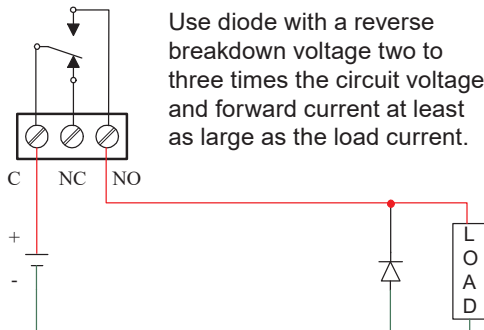 Use diode with a reverse
breakdown voltage two to
three times the circuit voltage
and forward current at least
as large as the load current.
C NC NO
+
-
L
O
A
D